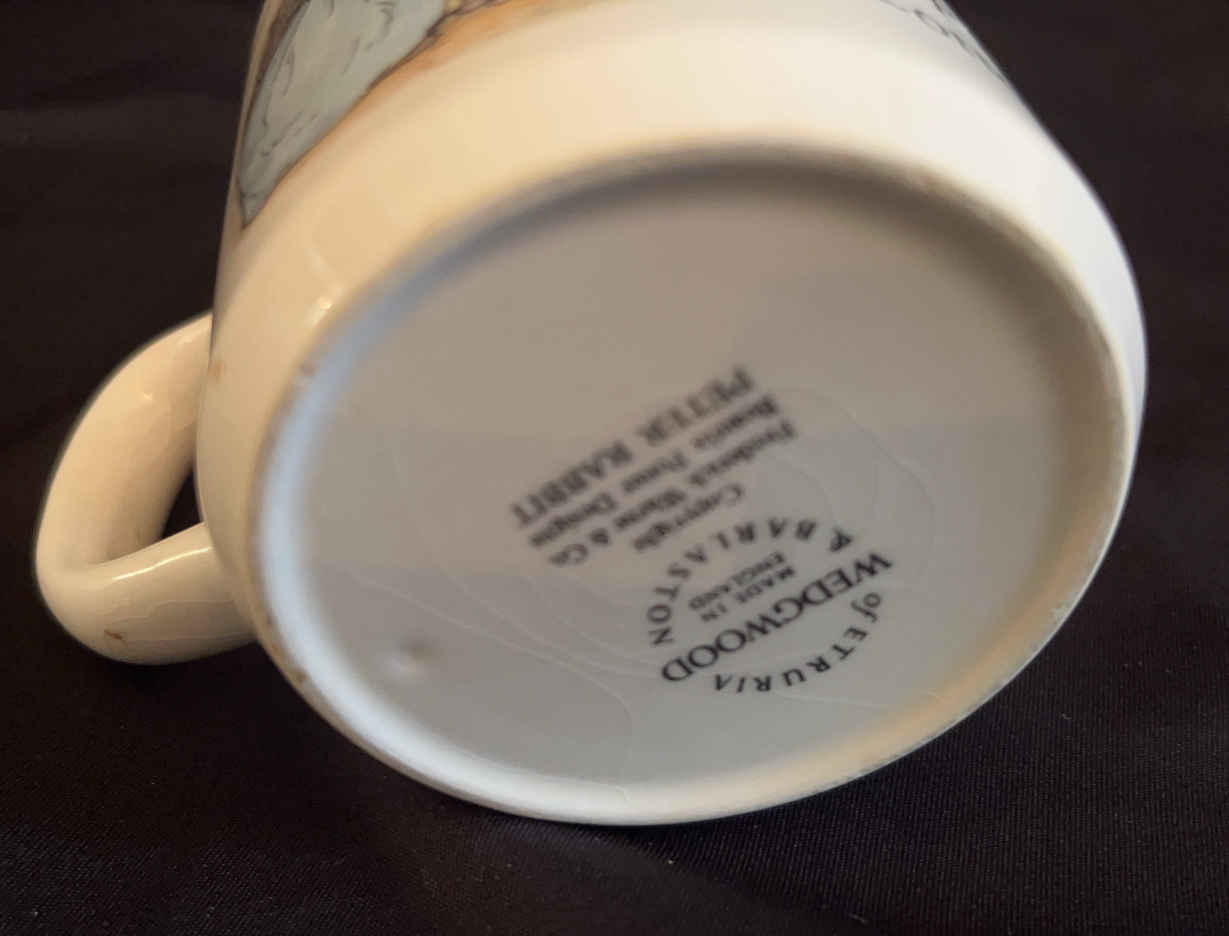 of ETRURIA
WEDGWOOD
MADE IN
ENGLAND
& BARLASTON
Copyright
Frederick Warne & Co
Beatrix Potter Designs
PETER RABBIT